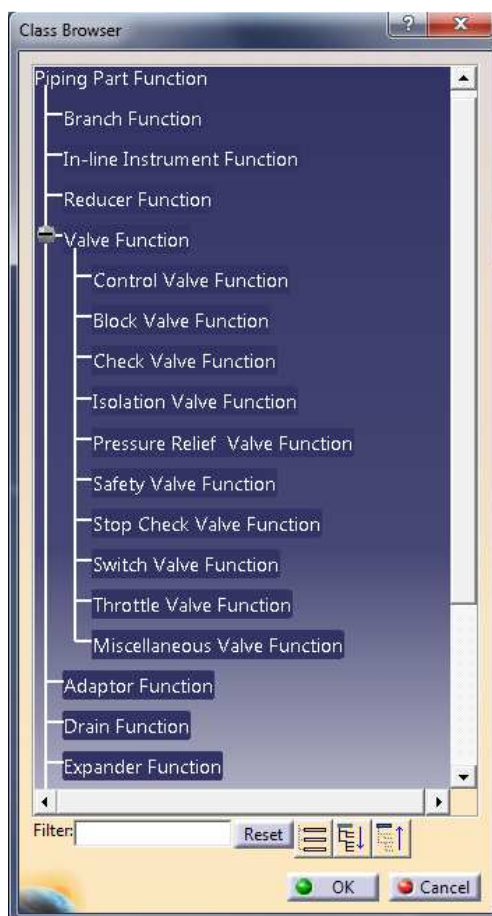 Class Browser
?
X
Piping Part Function
Branch Function
In-line Instrument Function
Reducer Function
Valve Function
Control Valve Function
Block Valve Function
Check Valve Function
Isolation Valve Function
Pressure Relief  Valve Function
Safety Valve Function
Stop Check Valve Function
Switch Valve Function
Throttle Valve Function
Miscellaneous Valve Function
Adaptor Function
Drain Function
Expander Function
Filter: Reset
OK Cancel